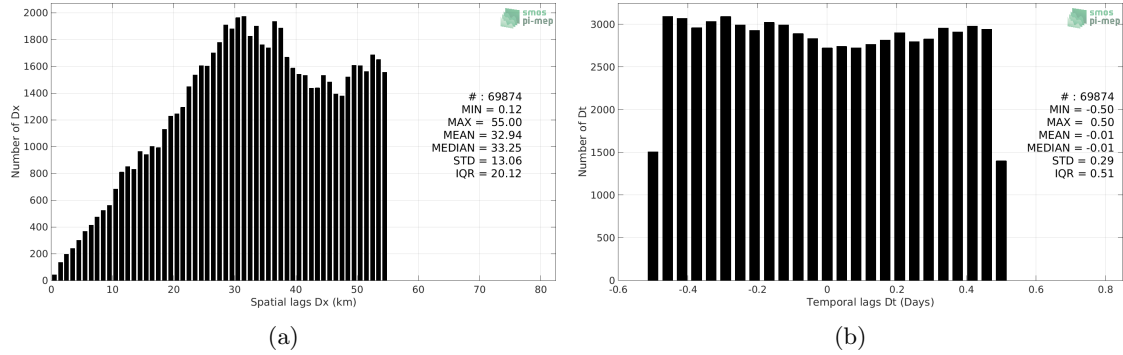 2000
1800
1600
1400
1200
1000
800
600
400
200
0
Number of Dx
0 10 20 30 40 50 60 70 80
Spatial lags Dx (km)
smos
pi-mep
# : 69874
MIN = 0.12
MAX = 55.00
MEAN = 32.94
MEDIAN = 33.25
STD = 13.06
IQR = 20.12
(a)
3000
2500
2000
1500
1000
500
0
Number of Dt
-0.6 -0.4 -0.2 0 0.2 0.4 0.6 0.8
Temporal lags Dt (Days)
smos
pi-mep
# : 69874
MIN = -0.50
MAX = 0.50
MEAN = -0.01
MEDIAN = -0.01
STD = 0.29
IQR = 0.51
(b)